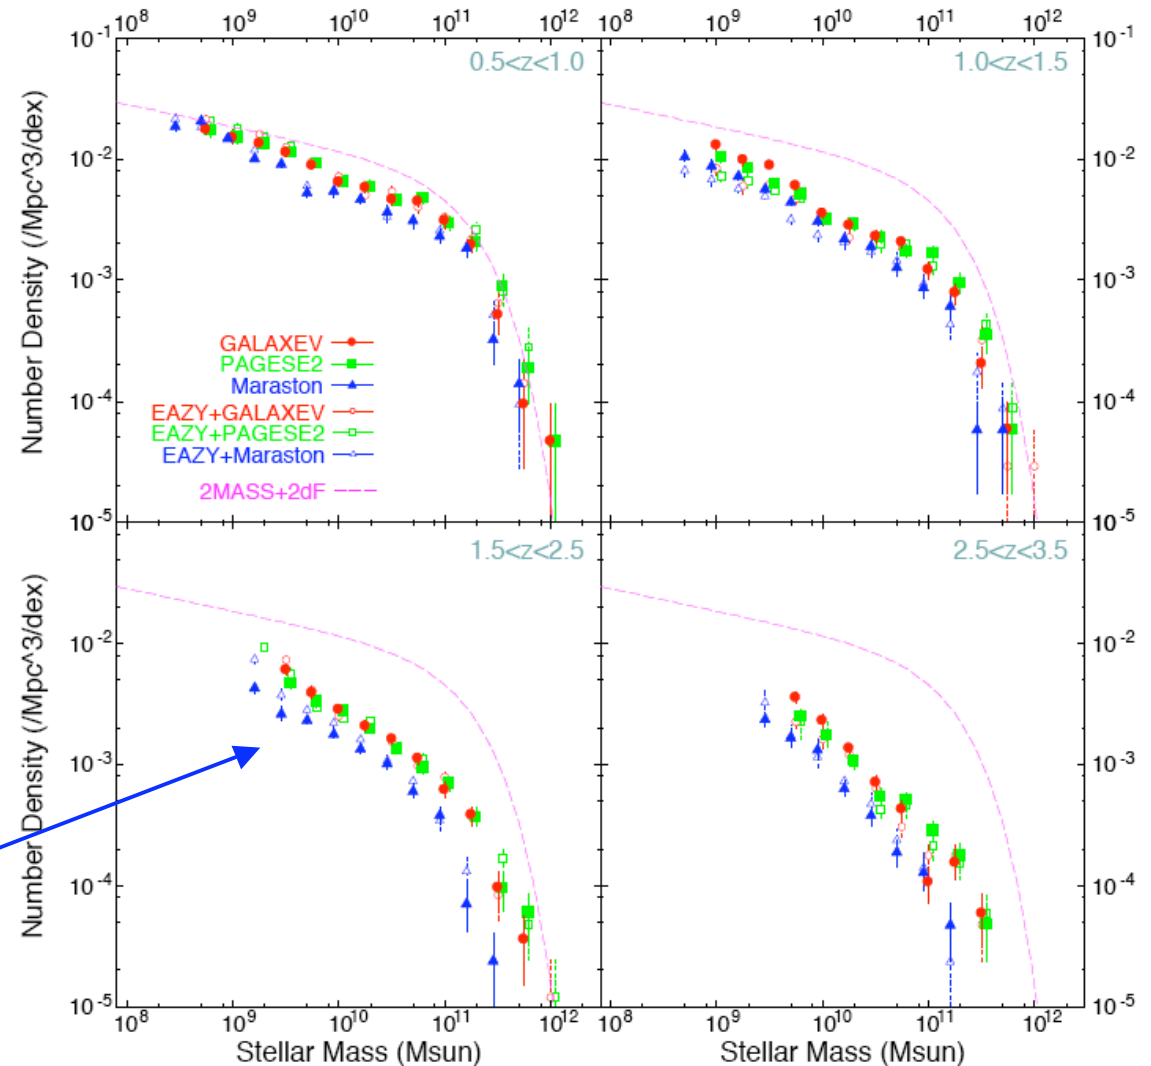 10^8 10^9 10^10 10^11 10^12 10^8 10^9 10^10 10^11 10^12
10^-1 0.5<z<1.0 1.0<z<1.5 10^-1
10^-2 10^-2
10^-3 10^-3
10^-4 10^-4
10^-5 10^-5
Number Density (/Mpc^3/dex)
GALAXEV
PAGESE2
Maraston
EAZY+GALAXEV
EAZY+PAGESE2
EAZY+Maraston
2MASS+2dF
1.5<z<2.5 2.5<z<3.5
10^-2 10^-2
10^-3 10^-3
10^-4 10^-4
10^-5 10^-5
Number Density (/Mpc^3/dex)
10^8 10^9 10^10 10^11 10^12 10^8 10^9 10^10 10^11 10^12
Stellar Mass (Msun) Stellar Mass (Msun)